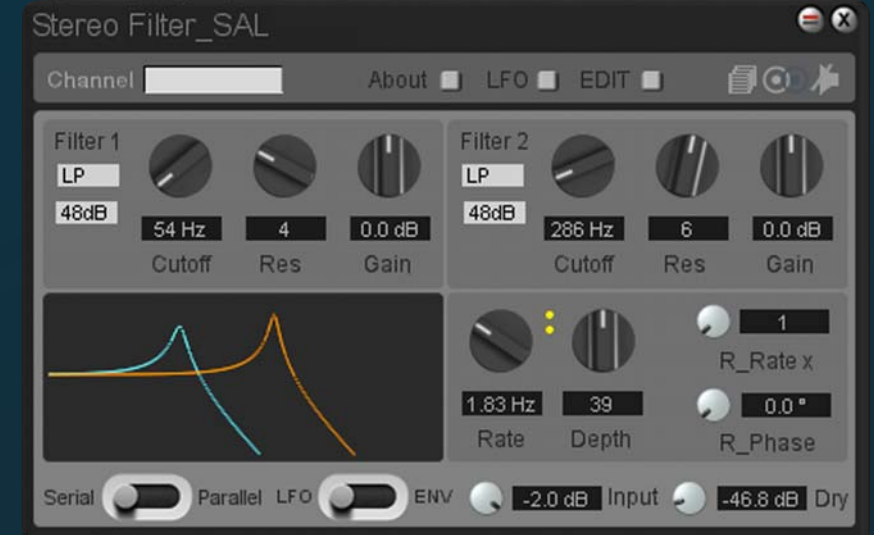 Stereo Filter_SAL
Channel About LFO EDIT
Filter 1
LP
48dB
54 Hz 4 0.0 dB
Cutoff Res Gain
Filter 2
LP
48dB
286 Hz 6 0.0 dB
Cutoff Res Gain
1
R_Rate x
1.83 Hz 39 0.0 °
Rate Depth R_Phase
Serial Parallel LFO ENV -2.0 dB Input -46.8 dB Dry